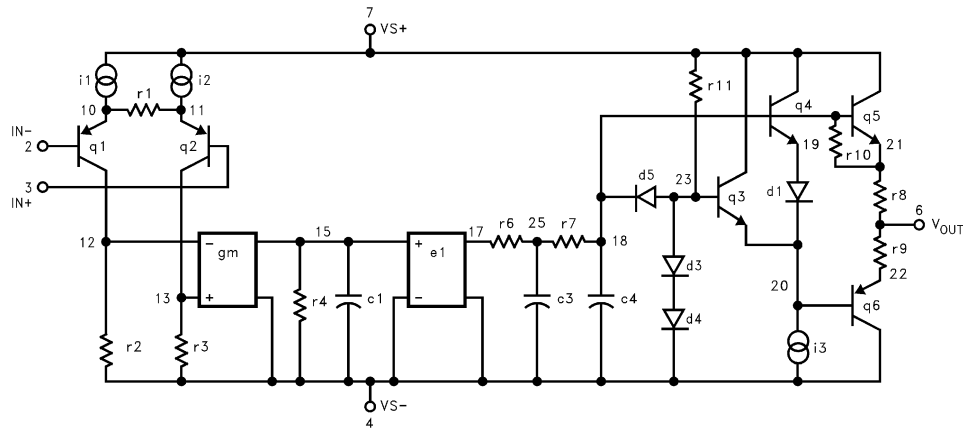 7
VS+
i1
i2
r1
10
11
r11
q4
q5
IN-
2
q1
q2
19
r10
21
3
IN+
d5
23
q3
d1
r8
6
VOUT
12
gm
-
+
15
+
-
e1
17
r6
25
r7
18
r9
22
13
r4
c1
c3
c4
d3
d4
20
q6
r2
r3
i3
VS-
4